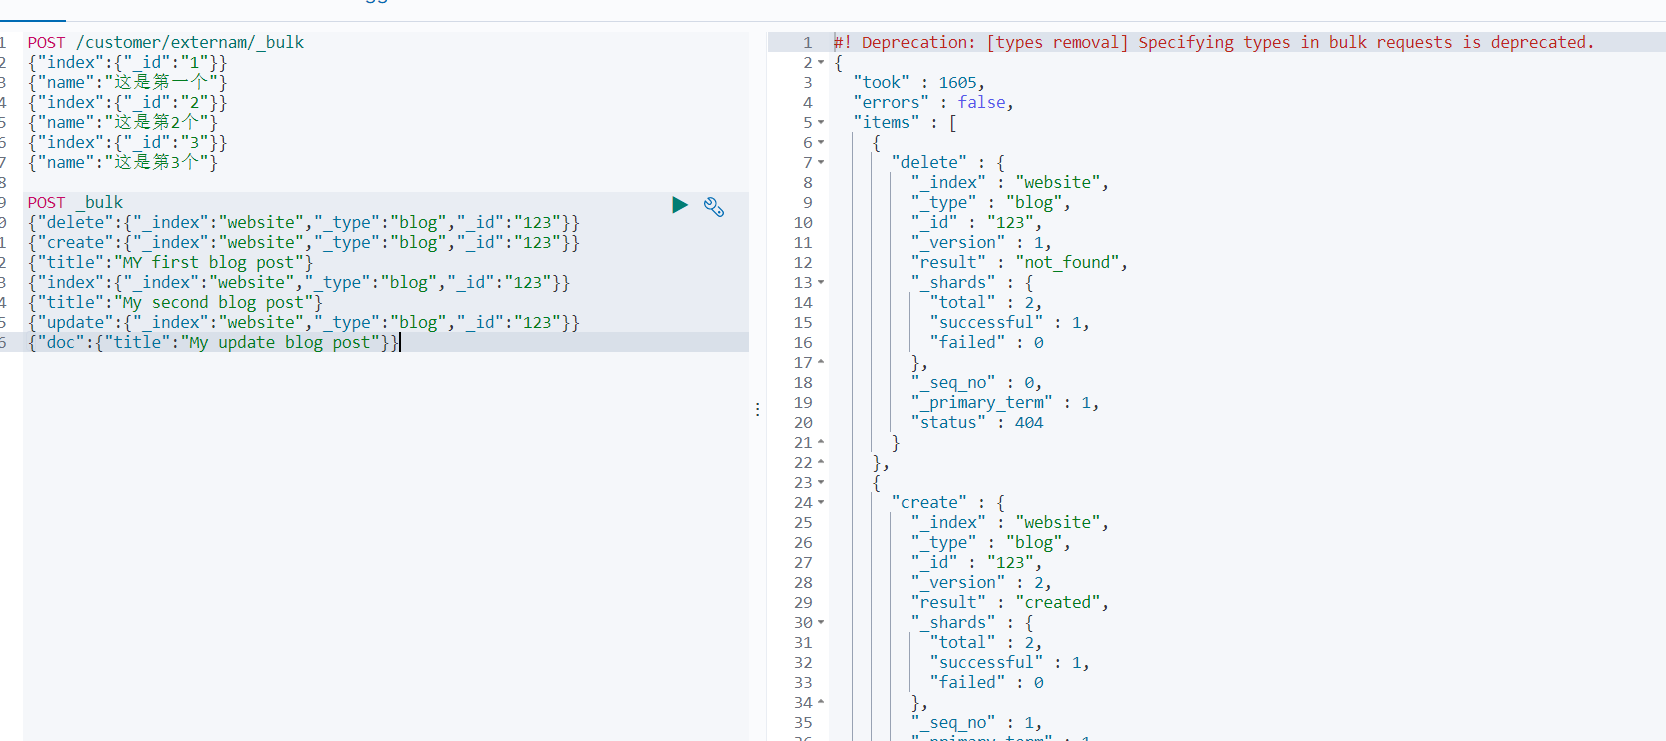 1 POST /customer/externam/_bulk
2 {"index":{"_id":"1"}}
3 {"name":"这是第一个"}
4 {"index":{"_id":"2"}}
5 {"name":"这是第2个"}
6 {"index":{"_id":"3"}}
7 {"name":"这是第3个"}
8
9 POST _bulk
0 {"delete":{"_index":"website","_type":"blog","_id":"123"}}
1 {"create":{"_index":"website","_type":"blog","_id":"123"}}
2 {"title":"MY first blog post"}
3 {"index":{"_index":"website","_type":"blog","_id":"123"}}
4 {"title":"My second blog post"}
5 {"update":{"_index":"website","_type":"blog","_id":"123"}}
6 {"doc":{"title":"My update blog post"}}
1 #! Deprecation: [types removal] Specifying types in bulk requests is deprecated.
2 {
3 "took" : 1605,
4 "errors" : false,
5 "items" : [
6 {
7 "delete" : {
8 "_index" : "website",
9 "_type" : "blog",
10 "_id" : "123",
11 "_version" : 1,
12 "result" : "not_found",
13 "_shards" : {
14 "total" : 2,
15 "successful" : 1,
16 "failed" : 0
17 },
18 "_seq_no" : 0,
19 "_primary_term" : 1,
20 "status" : 404
21 }
22 },
23 {
24 "create" : {
25 "_index" : "website",
26 "_type" : "blog",
27 "_id" : "123",
28 "_version" : 2,
29 "result" : "created",
30 "_shards" : {
31 "total" : 2,
32 "successful" : 1,
33 "failed" : 0
34 },
35 "_seq_no" : 1,